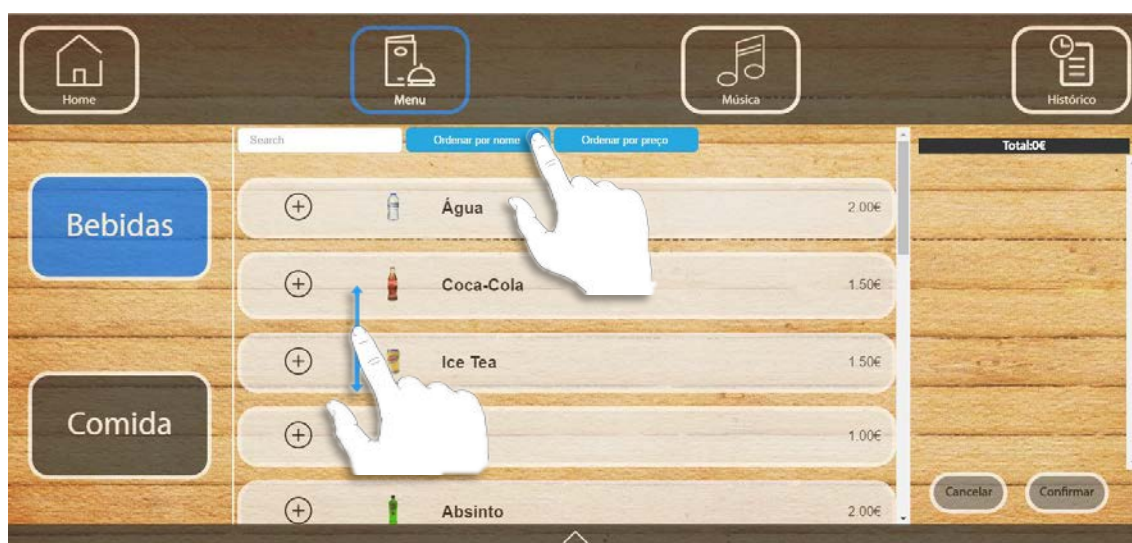 Home
Menu
Música
Histórico
Search
Ordenar por nome
Ordenar por preço
Total:0€
Bebidas
Comida
Água
2.00€
Coca-Cola
1.50€
Ice Tea
1.50€
1.00€
Absinto
2.00€
Cancelar
Confirmar